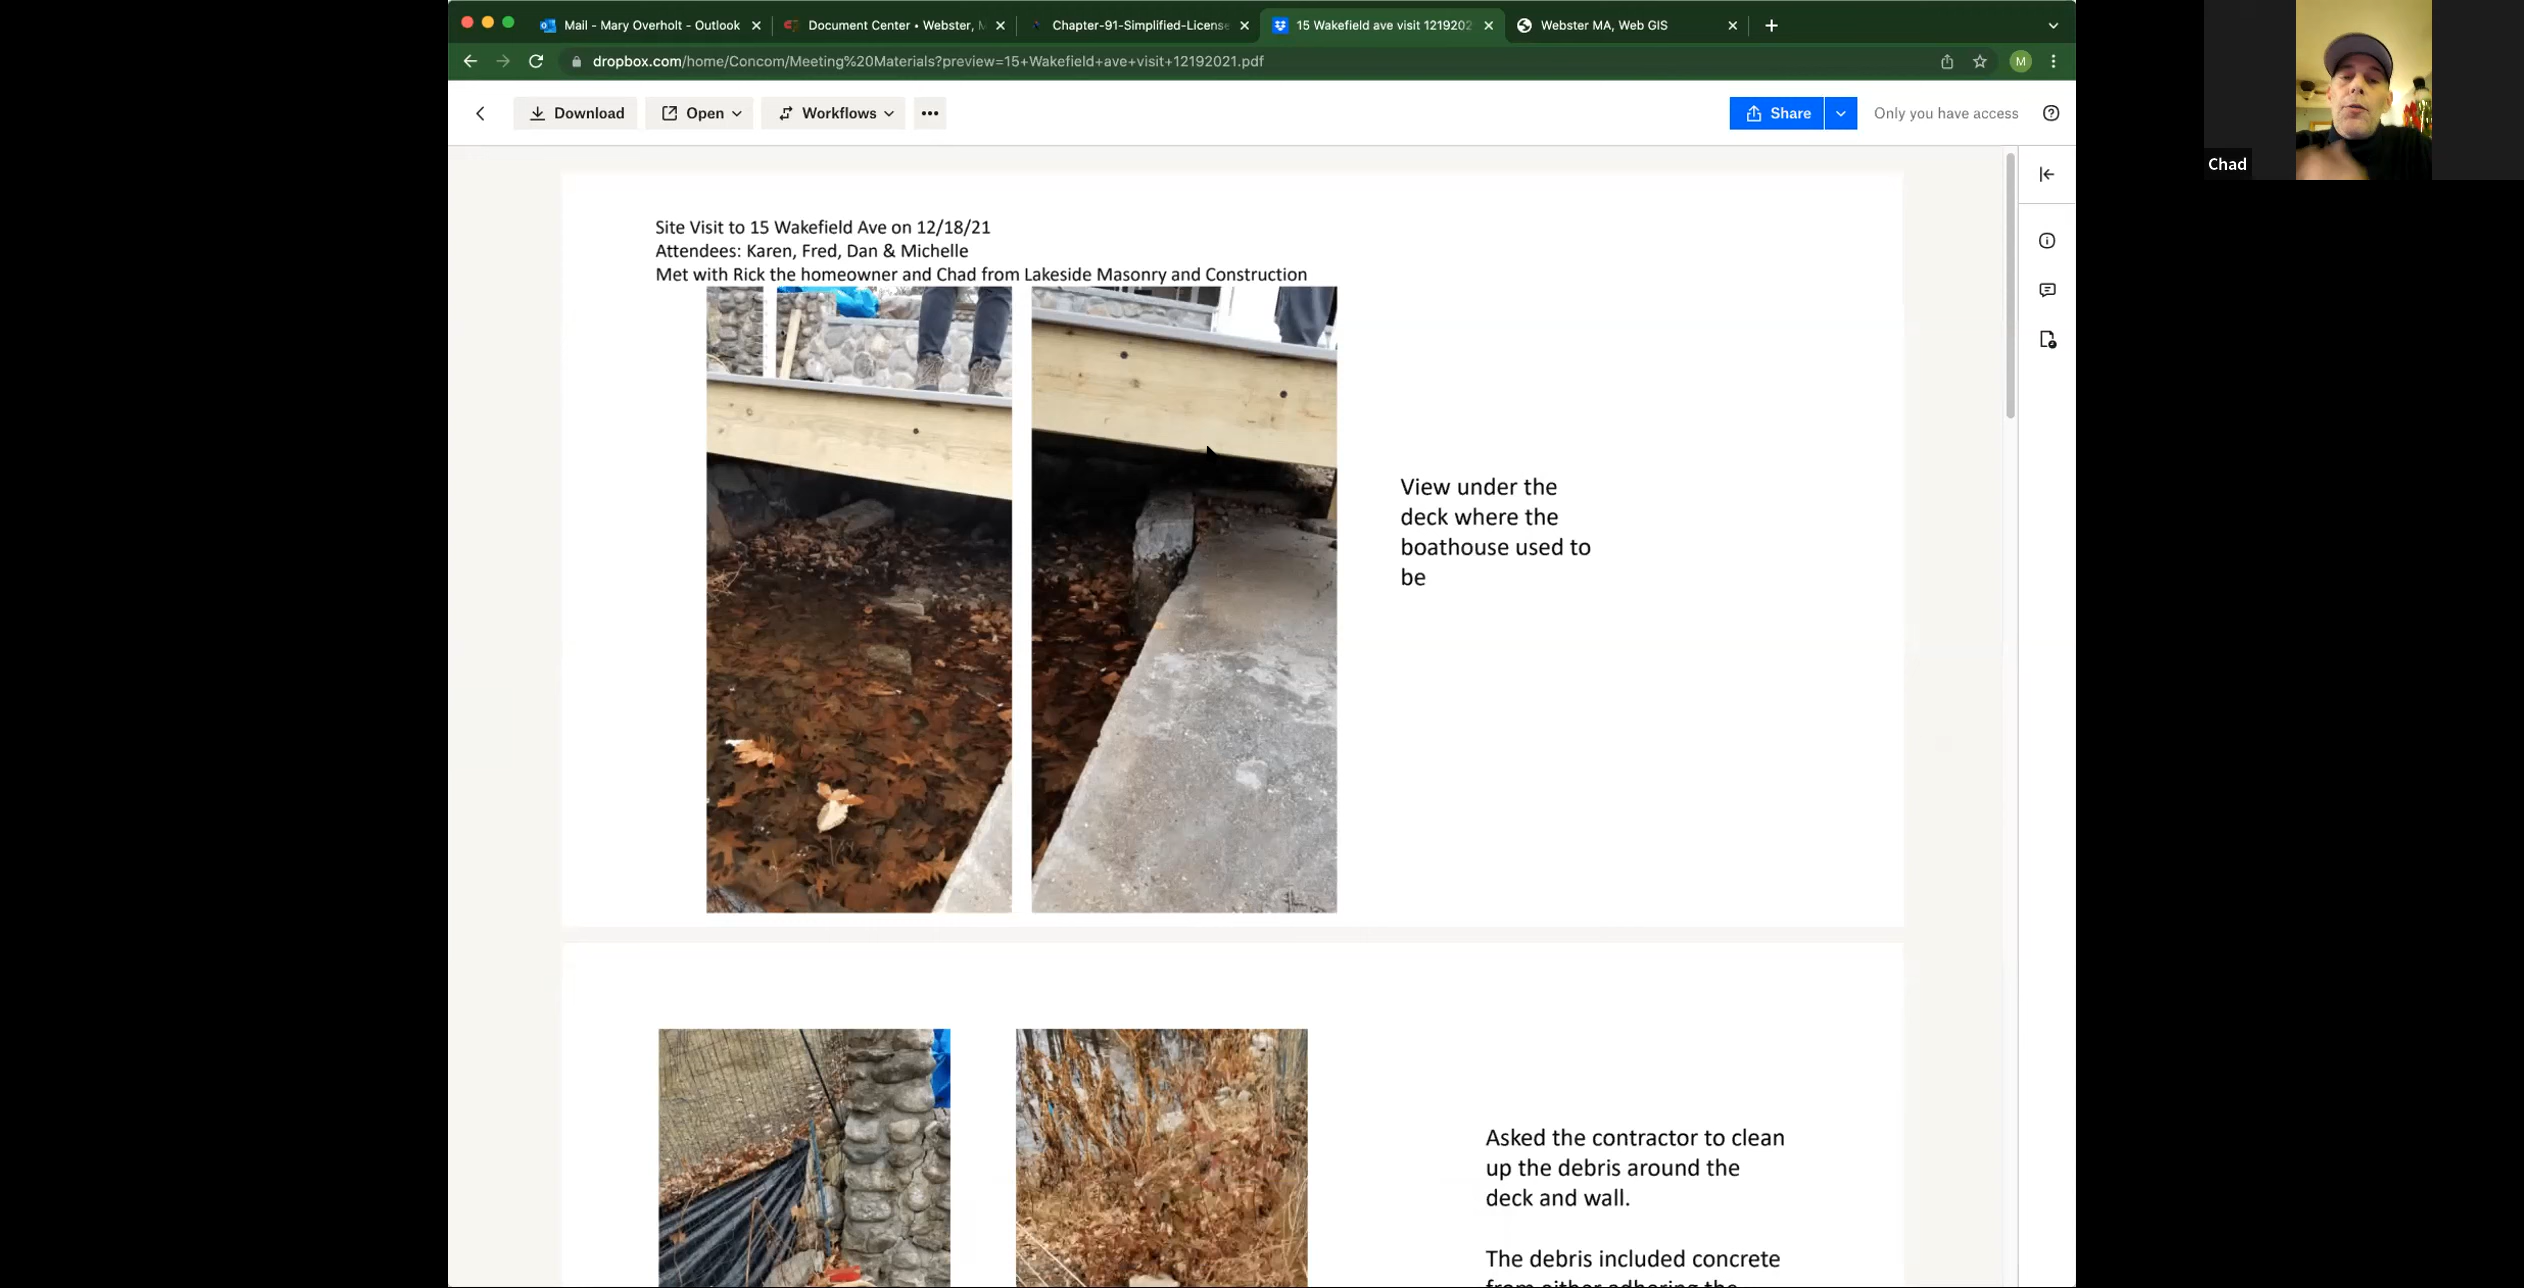 Mail - Mary Overholt - Outlook
Document Center • Webster, M
Chapter-91-Simplified-License
15 Wakefield ave visit 1219202
Webster MA, Web GIS
dropbox.com/home/Concom/Meeting%20Materials?preview=15+Wakefield+ave+visit+12192021.pdf
M
Download
Open
Workflows
Share
Only you have access
Chad
Site Visit to 15 Wakefield Ave on 12/18/21
Attendees: Karen, Fred, Dan & Michelle
Met with Rick the homeowner and Chad from Lakeside Masonry and Construction
View under the
deck where the
boathouse used to
be
Asked the contractor to clean
up the debris around the
deck and wall.
The debris included concrete
from either adhering the